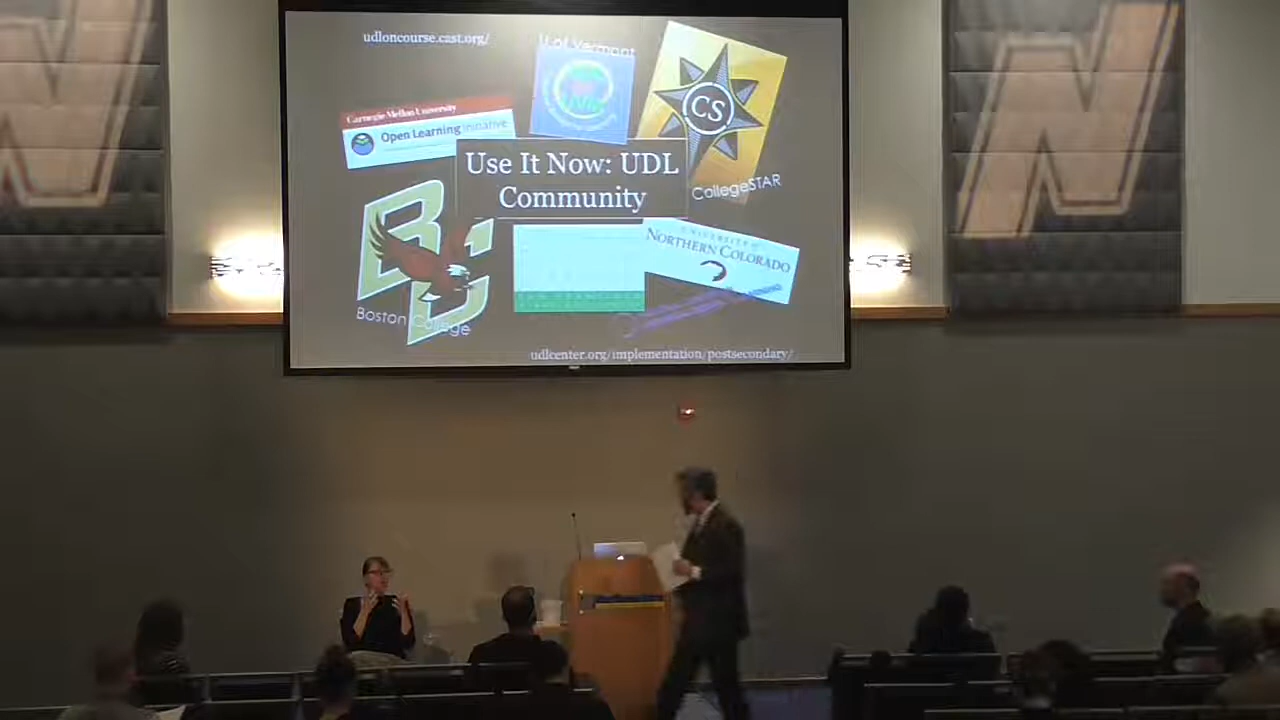 udloncourse.cast.org/
U of Vermont
Carnegie Mellon University
Open Learning Initiative
CS
CollegeSTAR
Use It Now: UDL
Community
UNIVERSITY of
NORTHERN COLORADO
BC
Boston College
udlcenter.org/implementation/postsecondary/
N
N